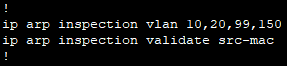 !
ip arp inspection vlan 10,20,99,150
ip arp inspection validate src-mac
!